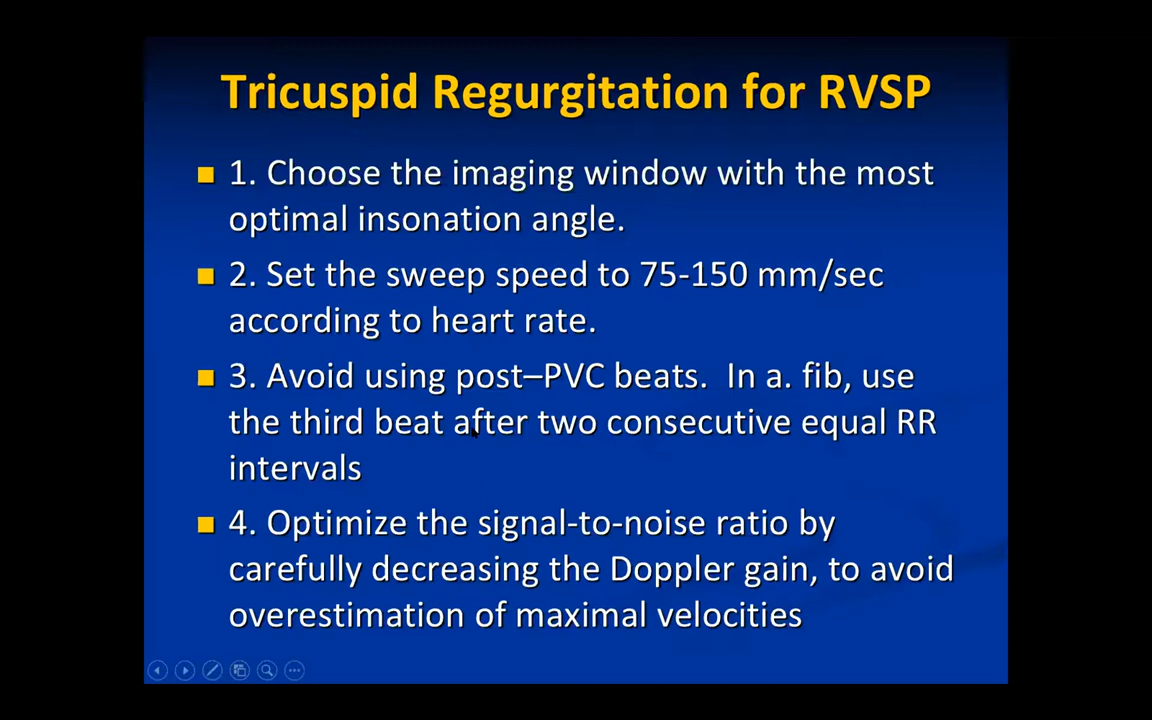 Tricuspid Regurgitation for RVSP
1. Choose the imaging window with the most
optimal insonation angle.
2. Set the sweep speed to 75-150 mm/sec
according to heart rate.
3. Avoid using post–PVC beats.  In a. fib, use
the third beat after two consecutive equal RR
intervals
4. Optimize the signal-to-noise ratio by
carefully decreasing the Doppler gain, to avoid
overestimation of maximal velocities